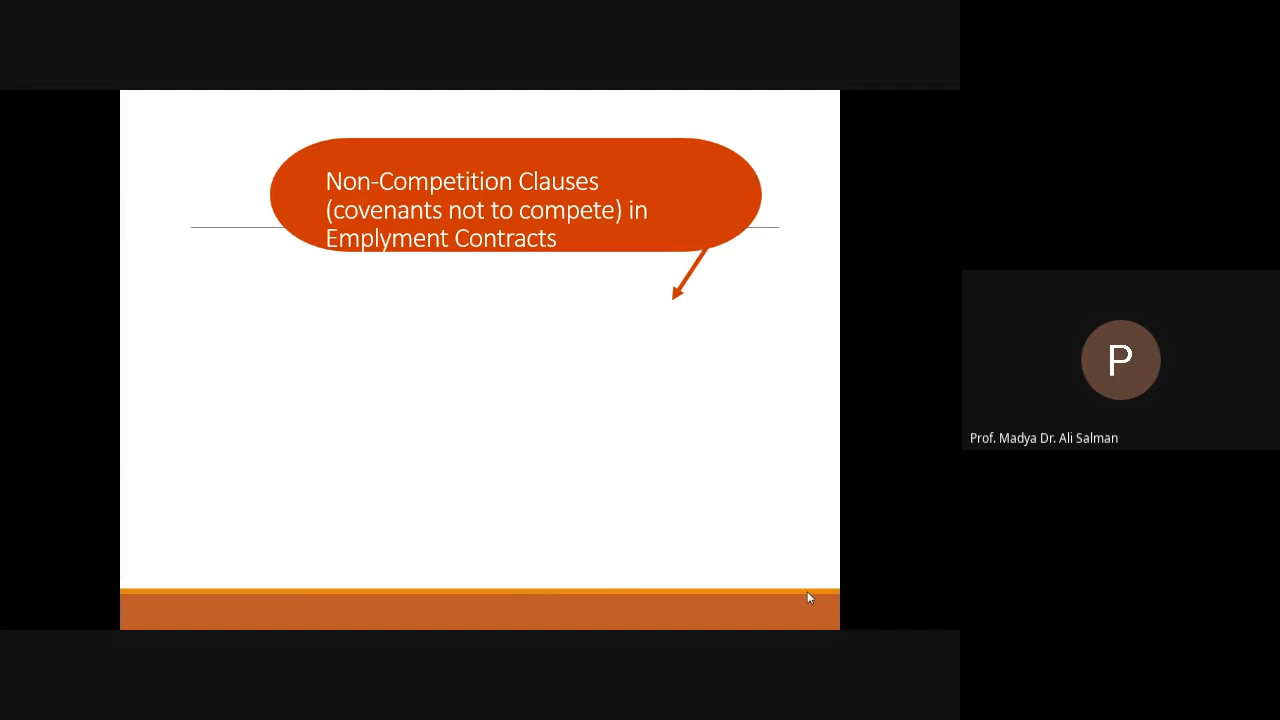 Non-Competition Clauses
(covenants not to compete) in
Emplyment Contracts
P
Prof. Madya Dr. Ali Salman